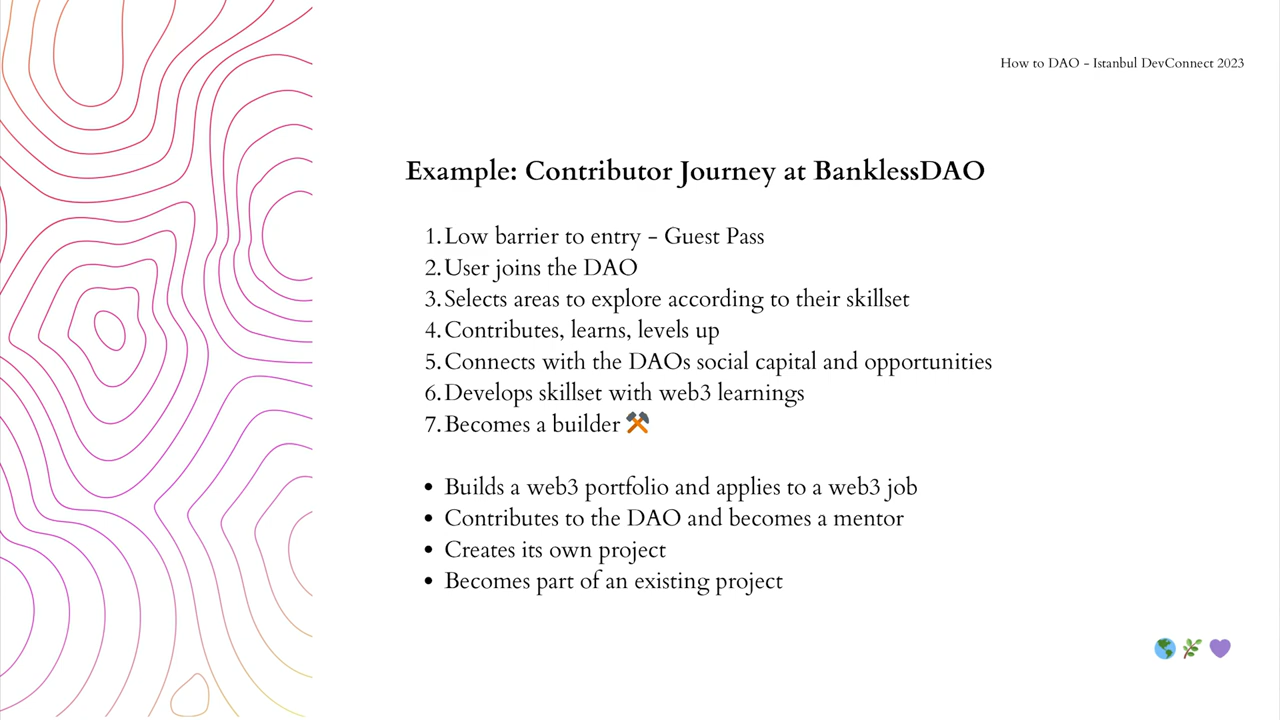 How to DAO - Istanbul DevConnect 2023
Example: Contributor Journey at BanklessDAO
1. Low barrier to entry - Guest Pass
2. User joins the DAO
3. Selects areas to explore according to their skillset
4. Contributes, learns, levels up
5. Connects with the DAOs social capital and opportunities
6. Develops skillset with web3 learnings
7. Becomes a builder ⚒️
• Builds a web3 portfolio and applies to a web3 job
• Contributes to the DAO and becomes a mentor
• Creates its own project
• Becomes part of an existing project